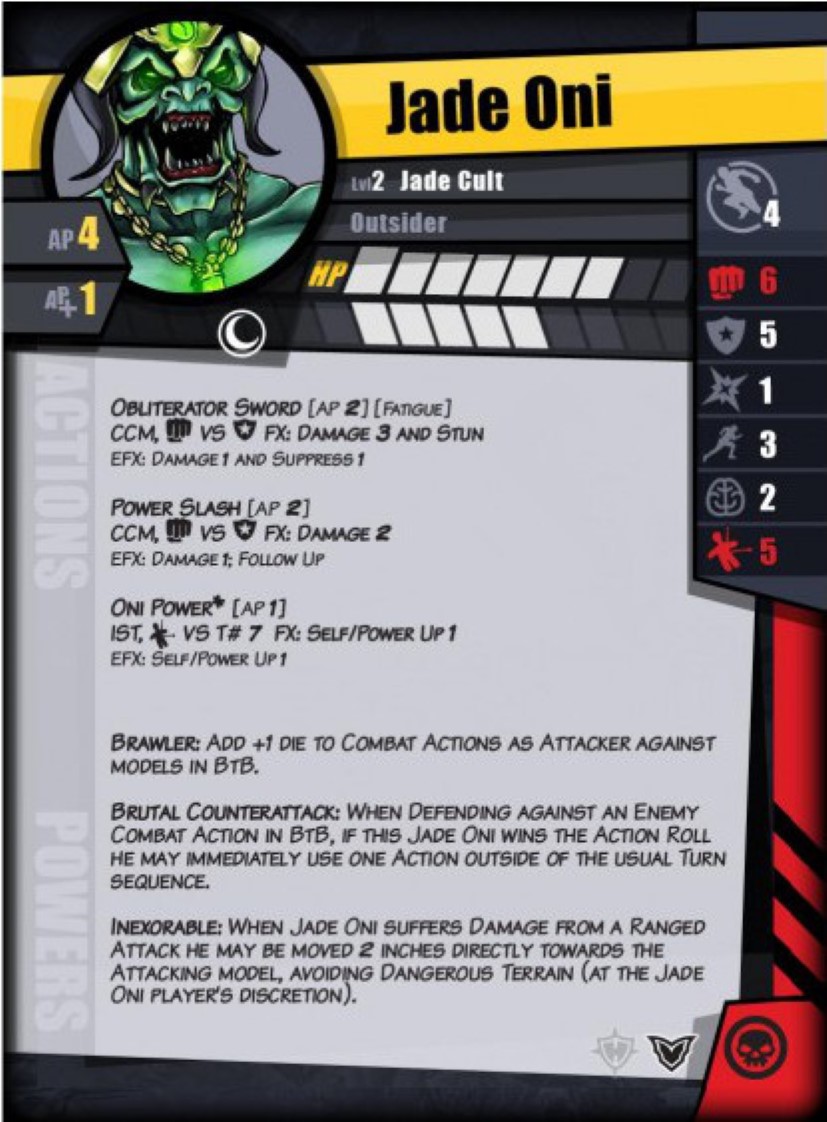 Jade Oni
Lvl2 Jade Cult
Outsider
AP 4
AP+ 1
HP
4
6
5
1
3
2
5
ACTIONS
OBLITERATOR SWORD [AP 2] [FATIGUE]
CCM, VS FX: DAMAGE 3 AND STUN
EFX: DAMAGE 1 AND SUPPRESS 1
POWER SLASH [AP 2]
CCM, VS FX: DAMAGE 2
EFX: DAMAGE 1; FOLLOW UP
ONI POWER* [AP 1]
IST, VS T# 7 FX: SELF/POWER UP 1
EFX: SELF/POWER UP 1
POWERS
BRAWLER: ADD +1 DIE TO COMBAT ACTIONS AS ATTACKER AGAINST
MODELS IN BTB.
BRUTAL COUNTERATTACK: WHEN DEFENDING AGAINST AN ENEMY
COMBAT ACTION IN BTB, IF THIS JADE ONI WINS THE ACTION ROLL
HE MAY IMMEDIATELY USE ONE ACTION OUTSIDE OF THE USUAL TURN
SEQUENCE.
INEXORABLE: WHEN JADE ONI SUFFERS DAMAGE FROM A RANGED
ATTACK HE MAY BE MOVED 2 INCHES DIRECTLY TOWARDS THE
ATTACKING MODEL, AVOIDING DANGEROUS TERRAIN (AT THE JADE
ONI PLAYER'S DISCRETION).